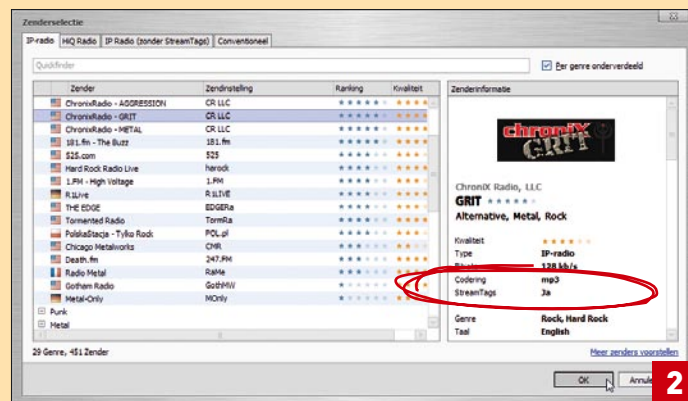 Zenderselectie
IP-radio HiQ Radio IP Radio (zonder StreamTags) Conventioneel
Quickfinder
Per genre onderverdeeld
Zender Zendinstelling Ranking Kwaliteit
ChronixRadio - AGGRESSION CR LLC
ChronixRadio - GRIT CR LLC
ChronixRadio - METAL CR LLC
181.fm - The Buzz 181.fm
525.com 525
Hard Rock Radio Live harock
1.FM - High Voltage 1.FM
R1Live R1LIVE
THE EDGE EDGERa
Tormented Radio TormRa
PolskaStacja - Tylko Rock POL.pl
Chicago Metalworks CMR
Death.fm 247.FM
Radio Metal RaMe
Gotham Radio GothMW
Metal-Only MOnly
Punk
Metal
29 Genre, 451 Zender
Zenderinformatie
chroniX
GRIT
ChroniX Radio, LLC
GRIT
Alternative, Metal, Rock
Kwaliteit
Type IP-radio
128 kb/s
Codering mp3
StreamTags Ja
Genre Rock, Hard Rock
Taal English
Meer zenders voorstellen
OK
2